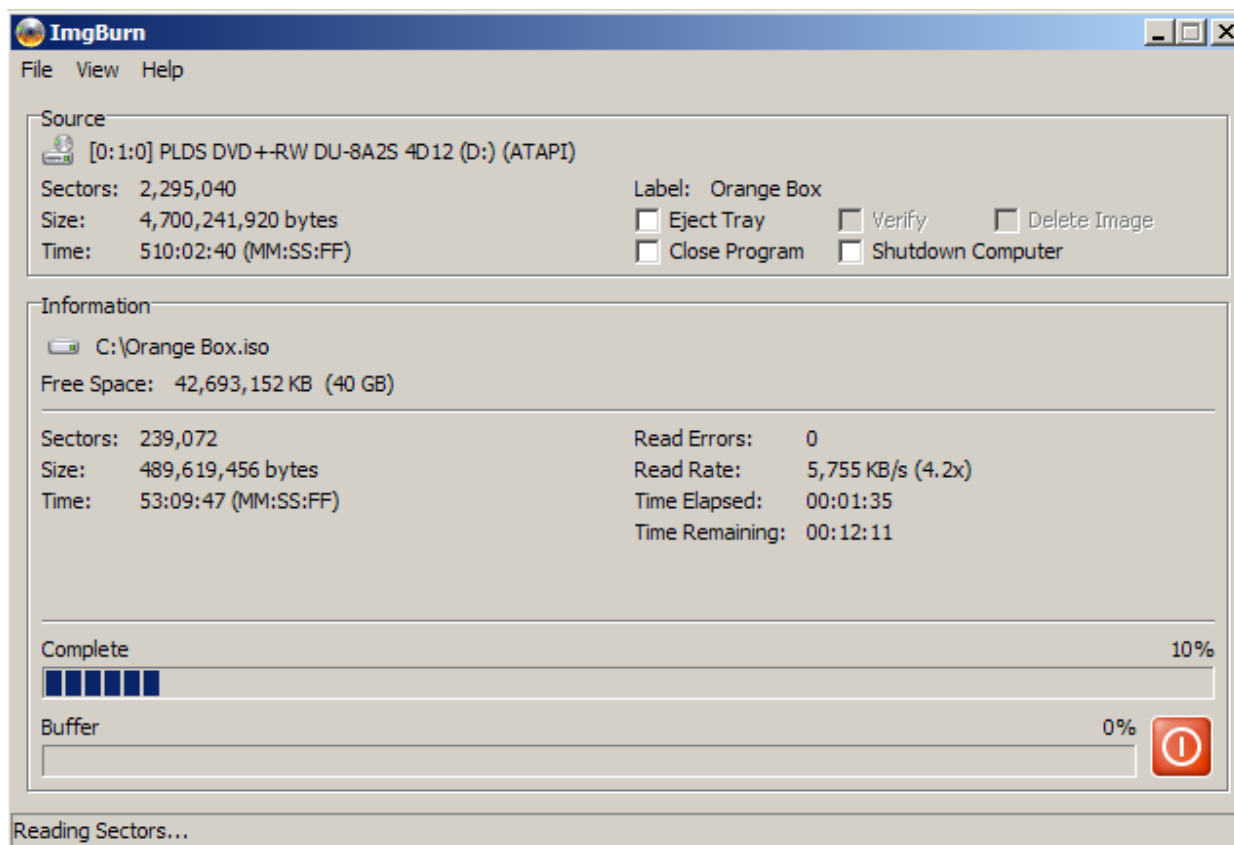 ImgBurn
File View Help
Source
[0:1:0] PLDS DVD+-RW DU-8A2S 4D12 (D:) (ATAPI)
Sectors: 2,295,040 Label: Orange Box
Size: 4,700,241,920 bytes Eject Tray Verify Delete Image
Time: 510:02:40 (MM:SS:FF) Close Program Shutdown Computer
Information
C:\Orange Box.iso
Free Space: 42,693,152 KB (40 GB)
Sectors: 239,072 Read Errors: 0
Size: 489,619,456 bytes Read Rate: 5,755 KB/s (4.2x)
Time: 53:09:47 (MM:SS:FF) Time Elapsed: 00:01:35
Time Remaining: 00:12:11
Complete 10%
Buffer 0%
Reading Sectors...